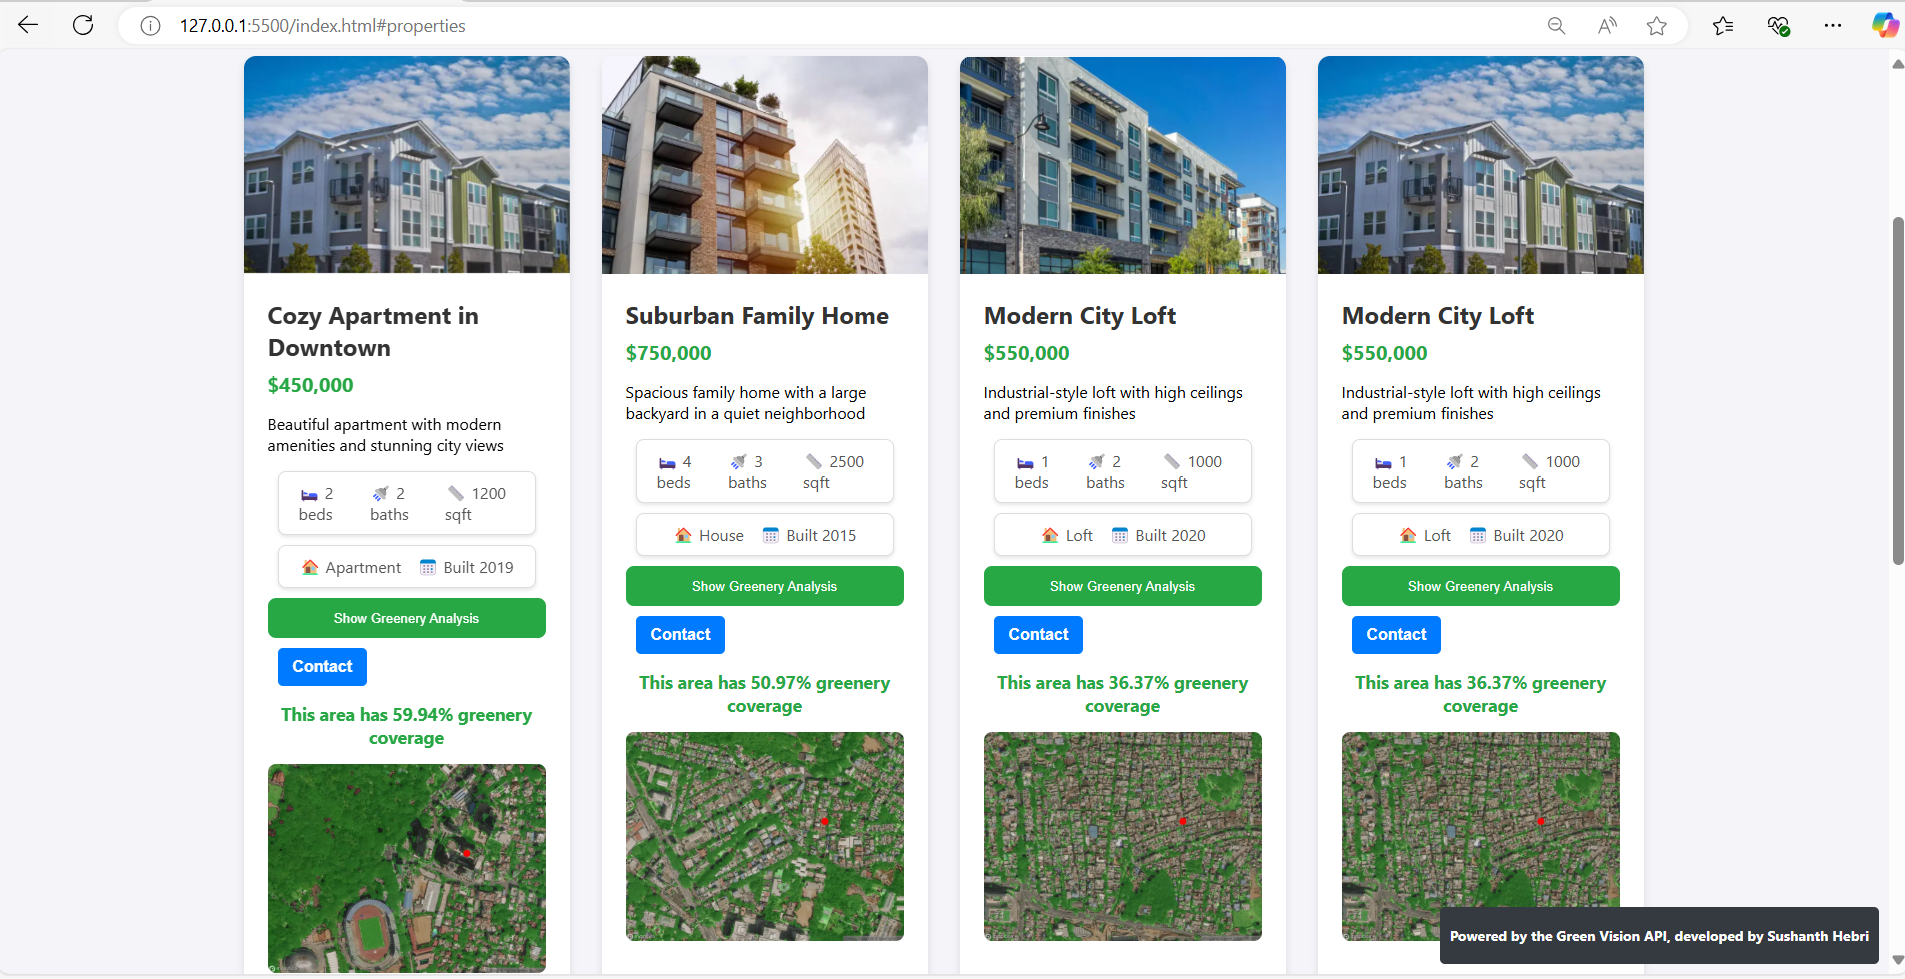 127.0.0.1:5500/index.html#properties
Cozy Apartment in
Downtown
$450,000
Beautiful apartment with modern
amenities and stunning city views
2
beds
2
baths
1200
sqft
Apartment
Built 2019
Show Greenery Analysis
Contact
This area has 59.94% greenery
coverage
Suburban Family Home
$750,000
Spacious family home with a large
backyard in a quiet neighborhood
4
beds
3
baths
2500
sqft
House
Built 2015
Show Greenery Analysis
Contact
This area has 50.97% greenery
coverage
Modern City Loft
$550,000
Industrial-style loft with high ceilings
and premium finishes
1
beds
2
baths
1000
sqft
Loft
Built 2020
Show Greenery Analysis
Contact
This area has 36.37% greenery
coverage
Modern City Loft
$550,000
Industrial-style loft with high ceilings
and premium finishes
1
beds
2
baths
1000
sqft
Loft
Built 2020
Show Greenery Analysis
Contact
This area has 36.37% greenery
coverage
Powered by the Green Vision API, developed by Sushanth Hebri